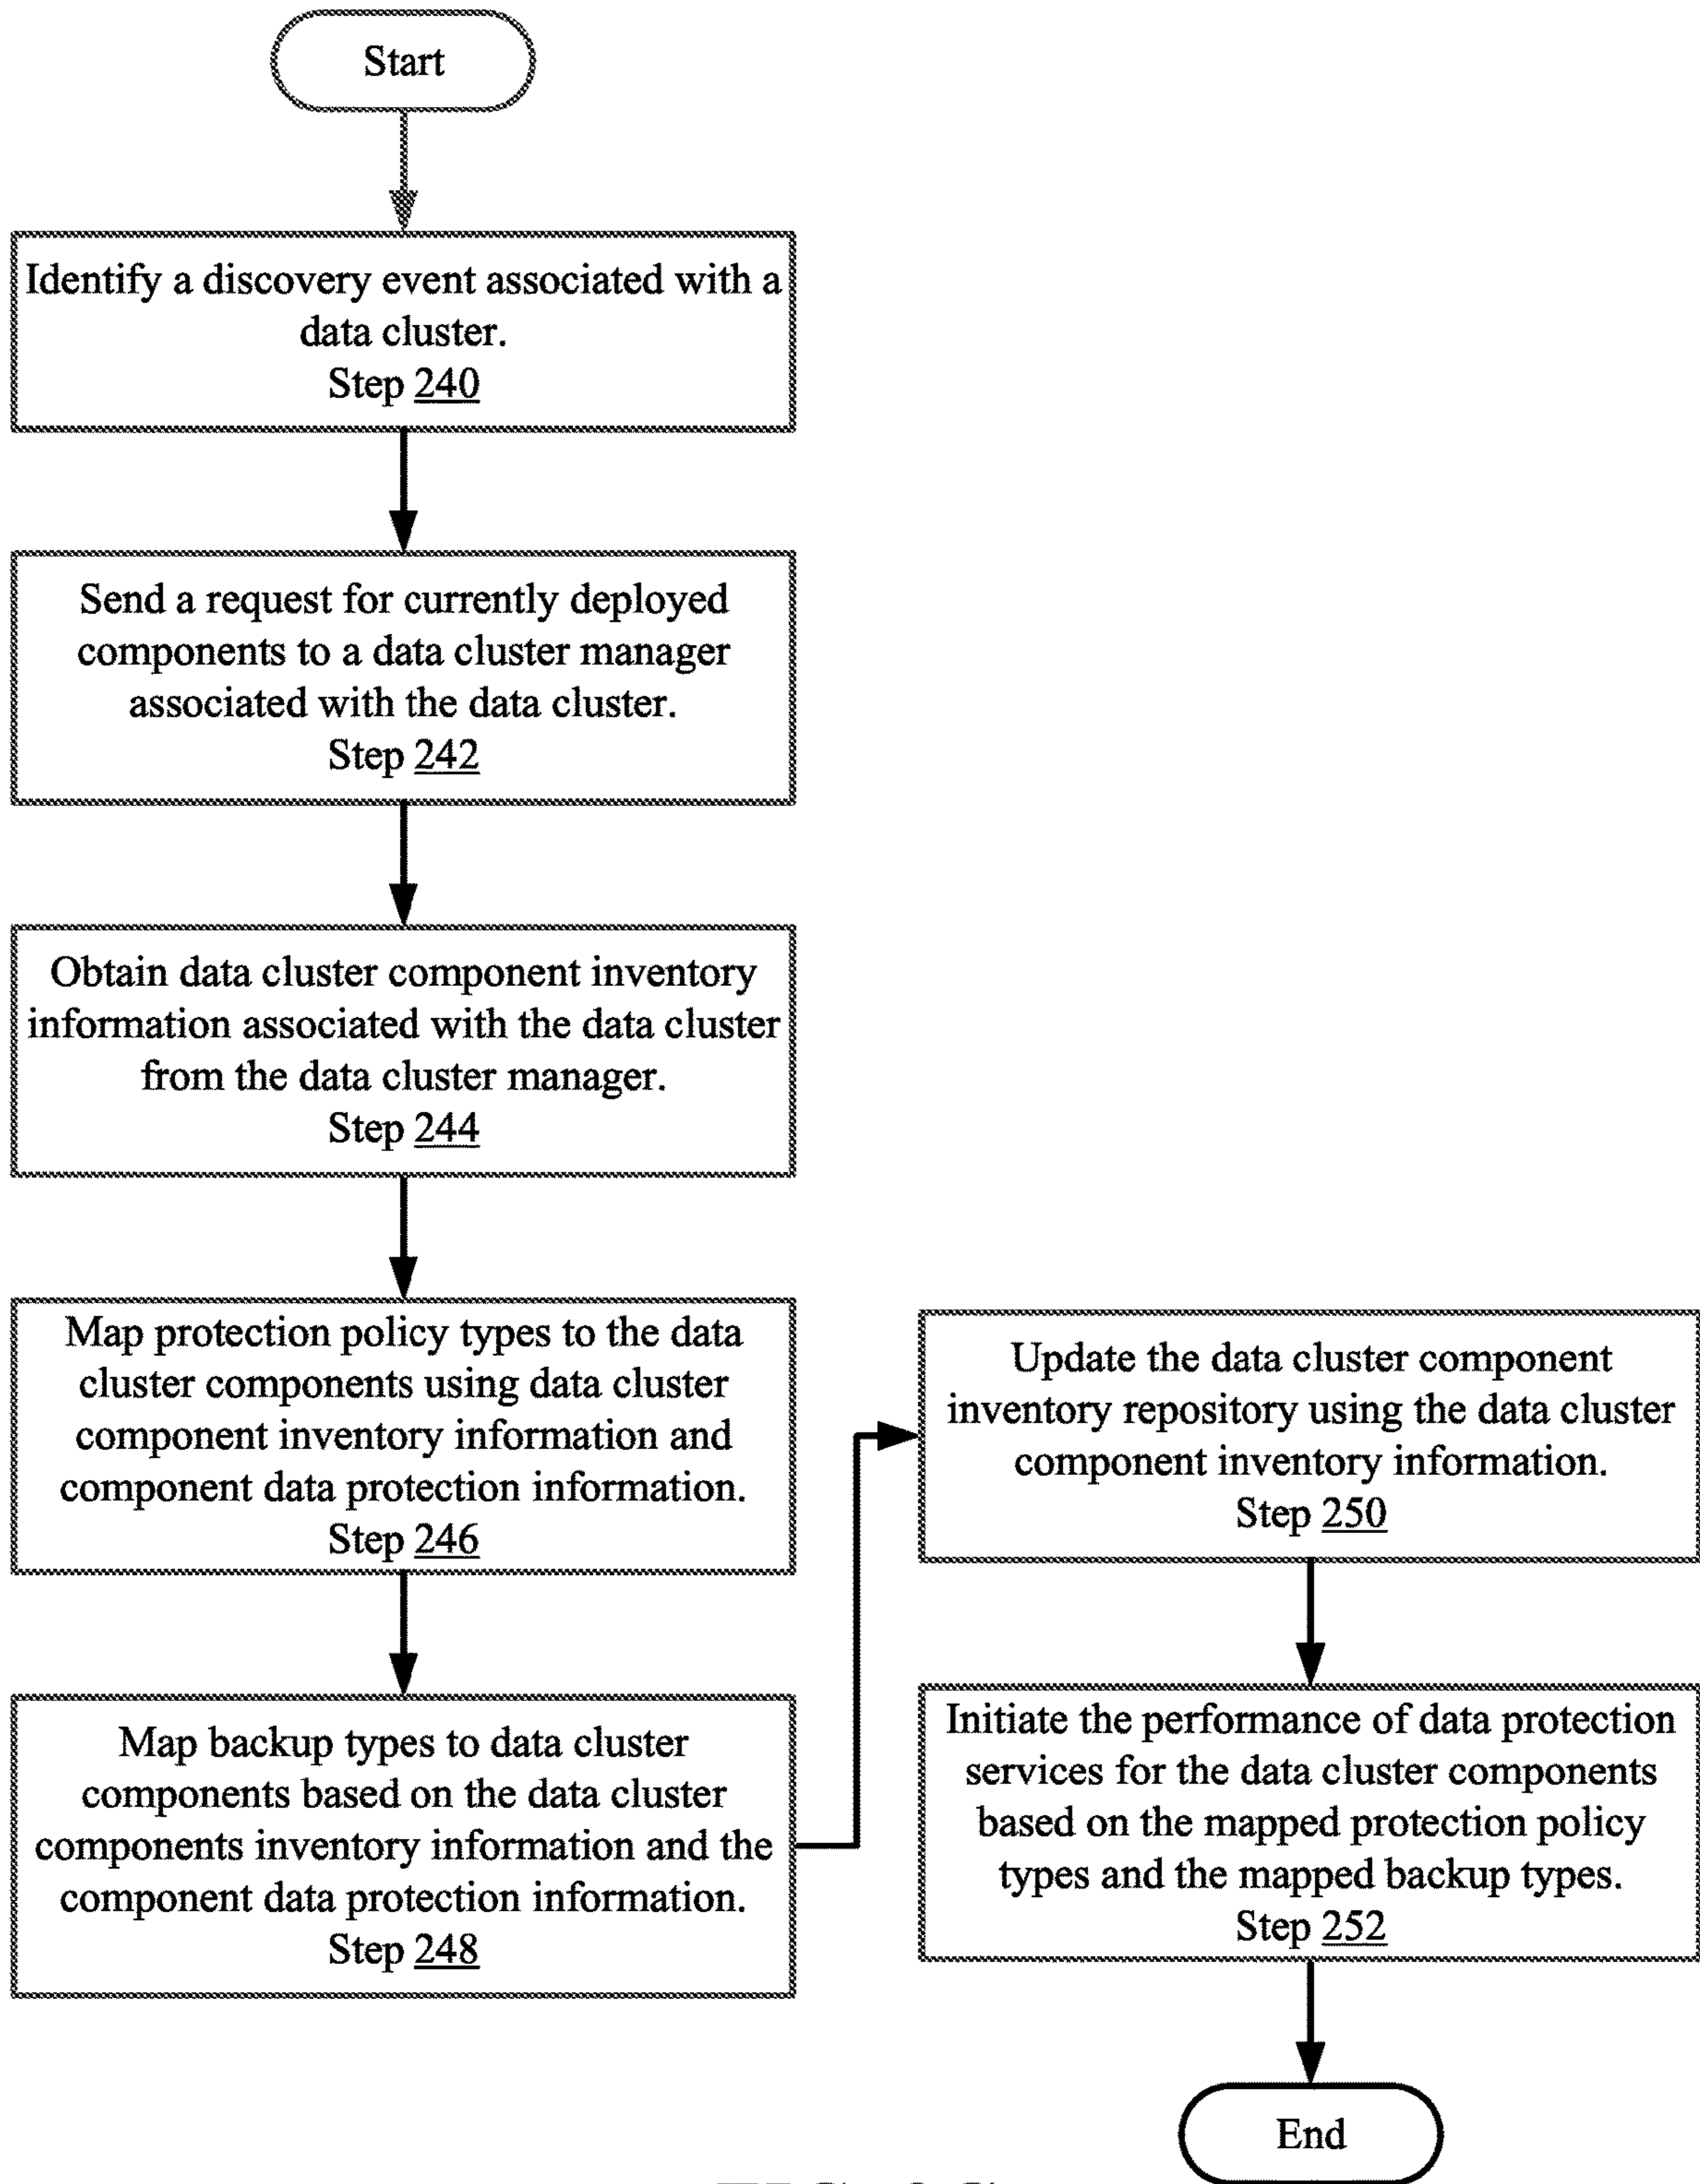 Start
Identify a discovery event associated with a
data cluster.
Step 240
Send a request for currently deployed
components to a data cluster manager
associated with the data cluster.
Step 242
Obtain data cluster component inventory
information associated with the data cluster
from the data cluster manager.
Step 244
Map protection policy types to the data
cluster components using data cluster
component inventory information and
component data protection information.
Step 246
Map backup types to data cluster
components based on the data cluster
components inventory information and the
component data protection information.
Step 248
Update the data cluster component
inventory repository using the data cluster
component inventory information.
Step 250
Initiate the performance of data protection
services for the data cluster components
based on the mapped protection policy
types and the mapped backup types.
Step 252
End